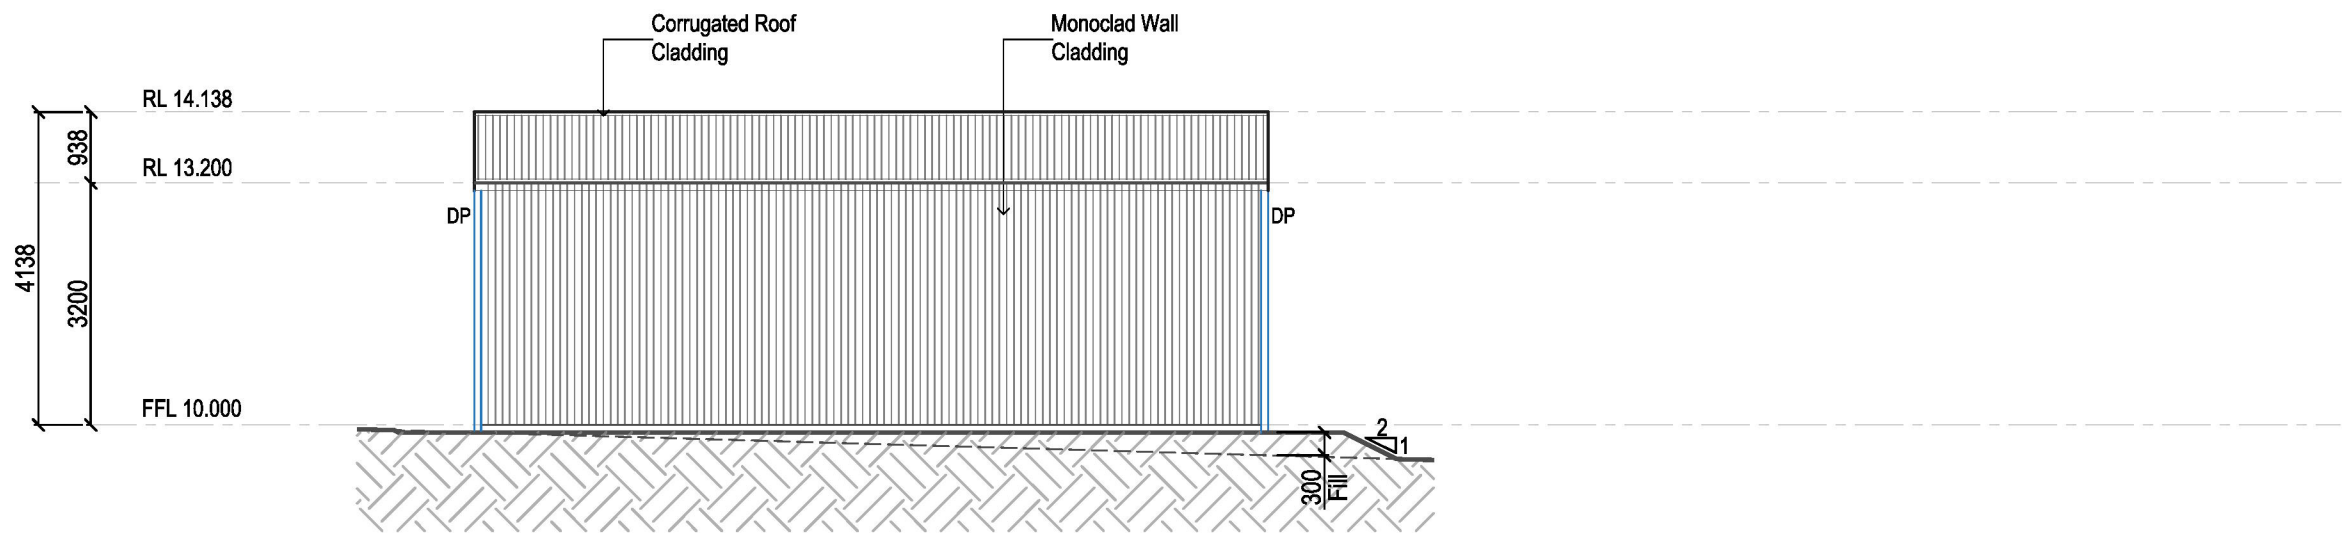 Corrugated Roof
Cladding
Monoclad Wall
Cladding
RL 14.138
938
RL 13.200
DP
DP
4138
3200
FFL 10.000
2
1
300
Fill